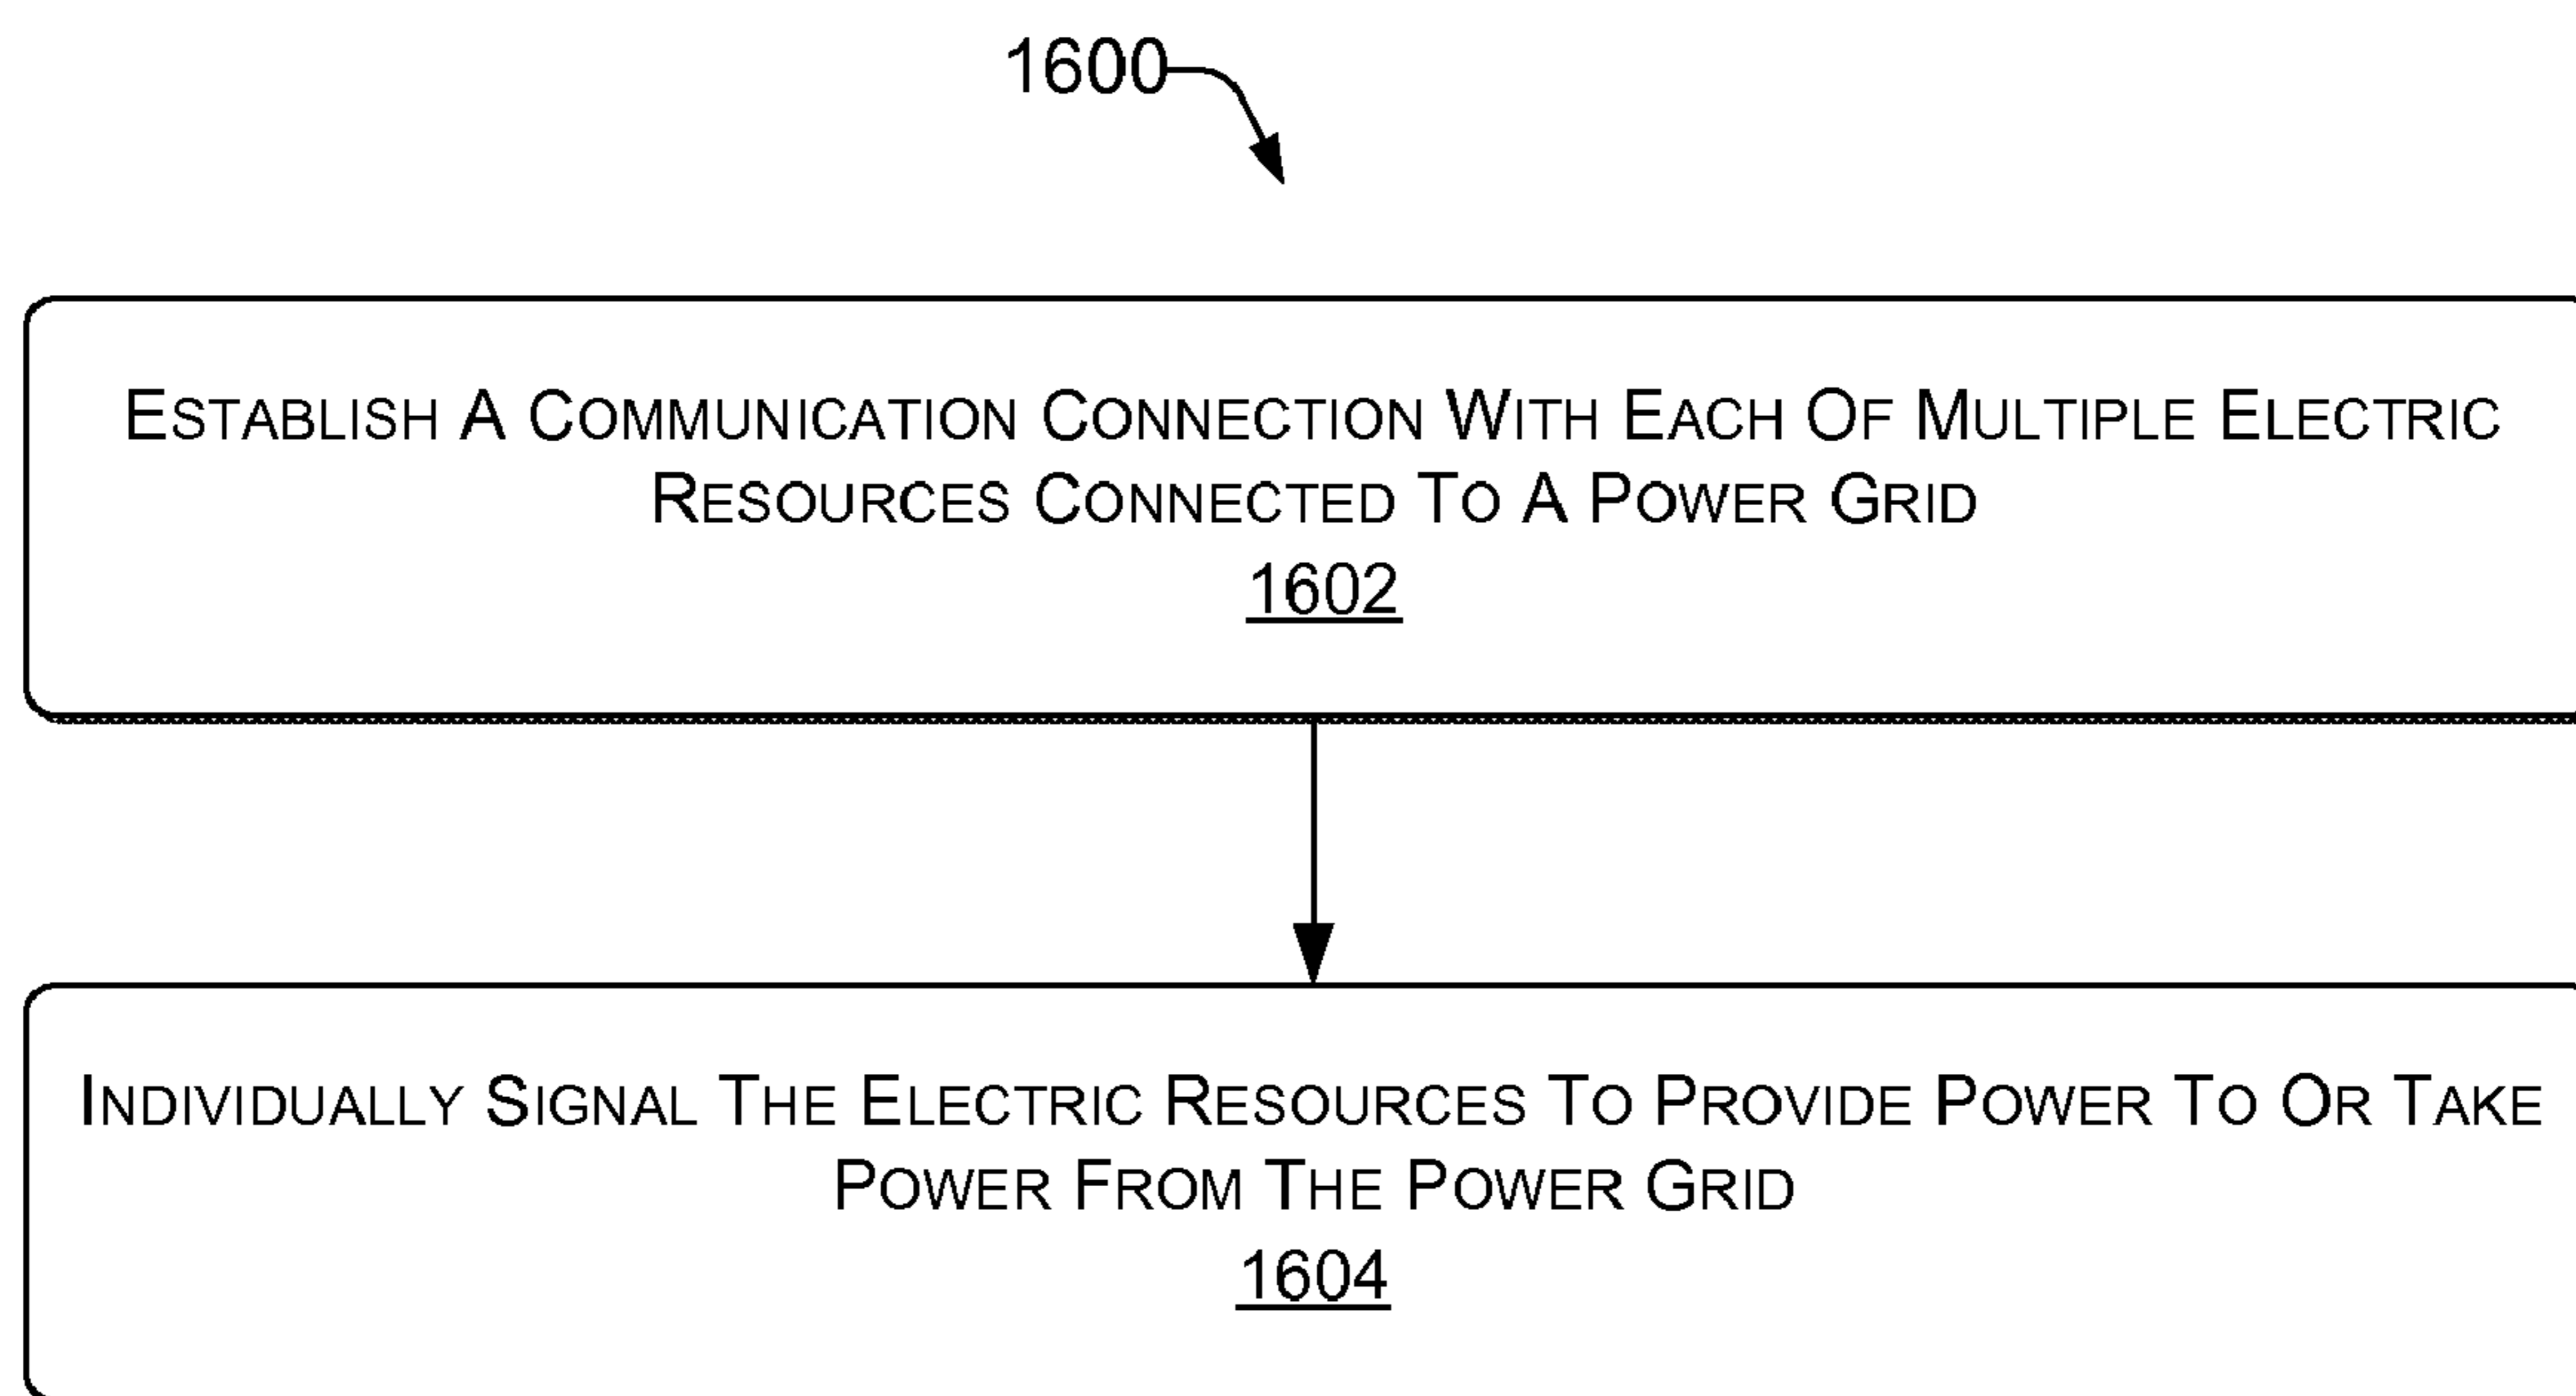 1600
ESTABLISH A COMMUNICATION CONNECTION WITH EACH OF MULTIPLE ELECTRIC
RESOURCES CONNECTED TO A POWER GRID
1602
INDIVIDUALLY SIGNAL THE ELECTRIC RESOURCES TO PROVIDE POWER TO OR TAKE
POWER FROM THE POWER GRID
1604